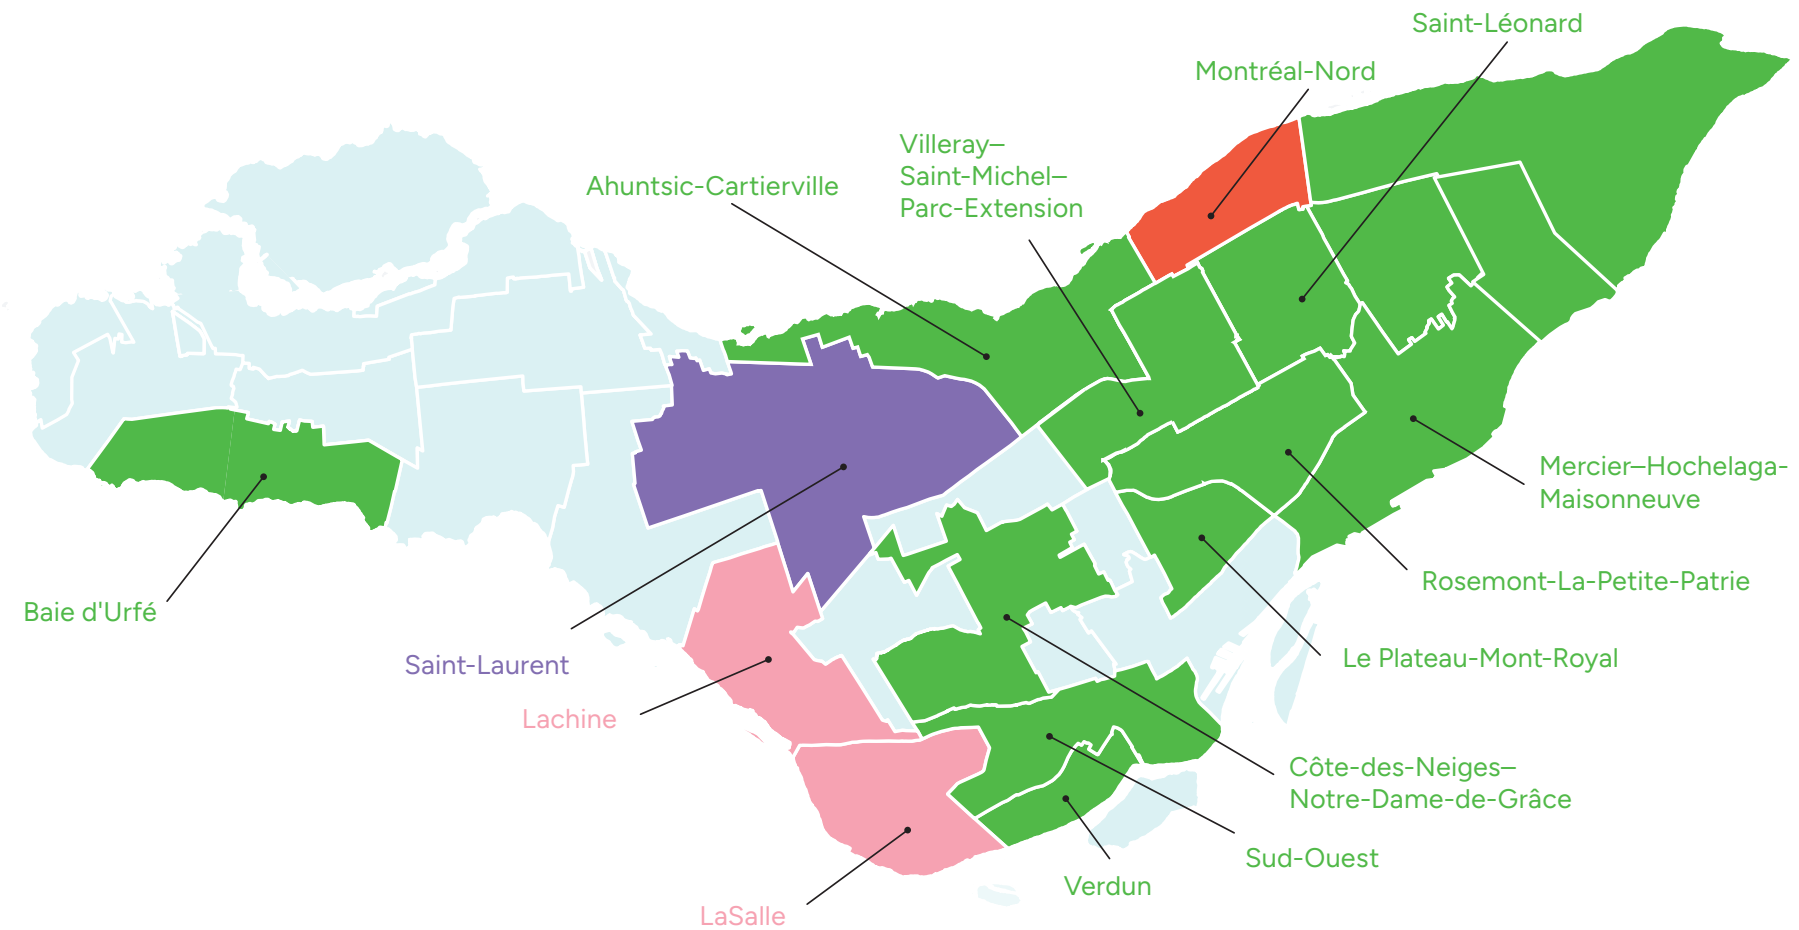 Saint-Léonard
Montréal-Nord
Villeray–
Saint-Michel–
Parc-Extension
Ahuntsic-Cartierville
Mercier–Hochelaga-
Maisonneuve
Rosemont-La-Petite-Patrie
Baie d'Urfé
Saint-Laurent
Le Plateau-Mont-Royal
Lachine
Côte-des-Neiges–
Notre-Dame-de-Grâce
Sud-Ouest
Verdun
LaSalle